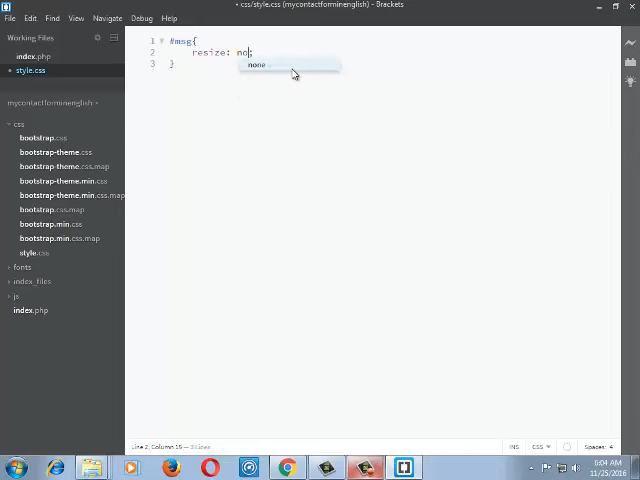 • css/style.css (mycontactforminenglish) - Brackets
File Edit Find View Navigate Debug Help
Working Files
index.php
• style.css
mycontactforminenglish
css
bootstrap.css
bootstrap-theme.css
bootstrap-theme.css.map
bootstrap-theme.min.css
bootstrap-theme.min.css.map
bootstrap.css.map
bootstrap.min.css
bootstrap.min.css.map
style.css
fonts
index_files
js
index.php
1 #msg{
2 resize: no;
3 }
none
Line 2, Column 15 — 3 Lines
INS CSS Spaces: 4
6:04 AM
11/25/2016